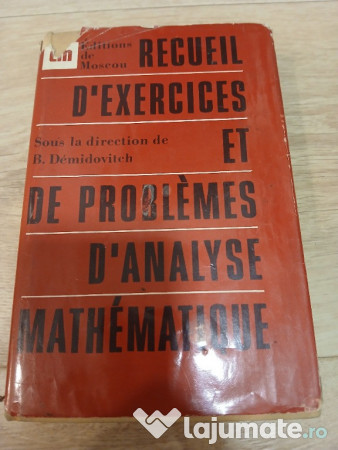 Éditions
de
Moscou
RECUEIL
D'EXERCICES
Sous la direction de
B. Démidovitch
ET
DE PROBLÈMES
D'ANALYSE
MATHÉMATIQUE
lajumate.ro